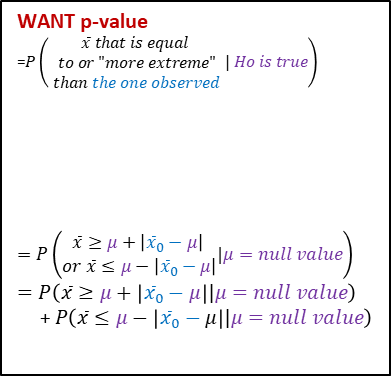 WANT p-value
x̄ that is equal
=P( to or "more extreme" | Ho is true )
than the one observed
x̄ ≥ μ + |x̄₀ − μ|
= P( |μ = null value )
or x̄ ≤ μ − |x̄₀ − μ|
= P(x̄ ≥ μ + |x̄₀ − μ||μ = null value)
+ P(x̄ ≤ μ − |x̄₀ − μ||μ = null value)